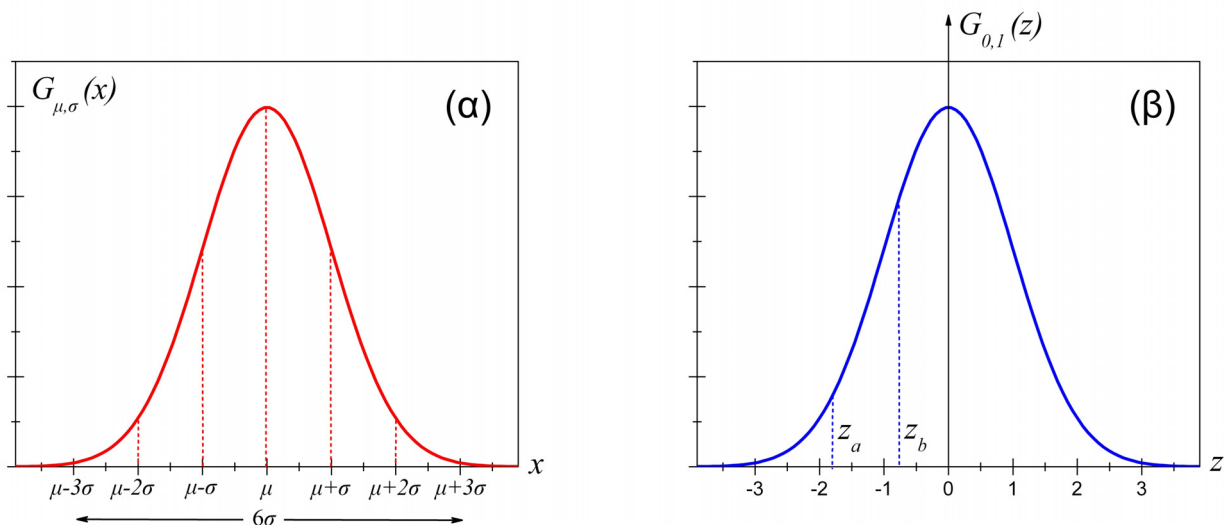 G_{μ,σ}(x)
(α)
x
μ-3σ μ-2σ μ-σ μ μ+σ μ+2σ μ+3σ
6σ
G_{0,1}(z)
(β)
z_a z_b
z
-3 -2 -1 0 1 2 3